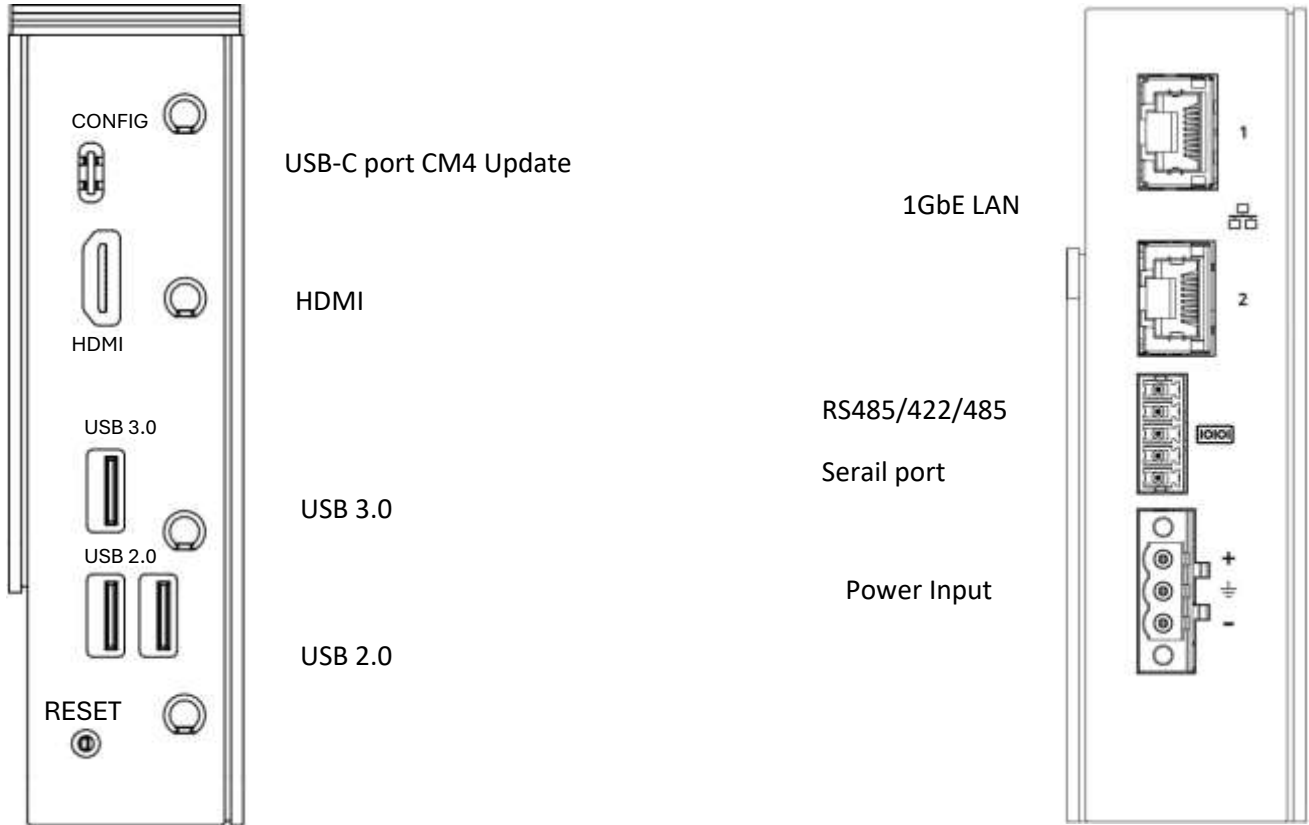 CONFIG
USB-C port CM4 Update
HDMI
HDMI
USB 3.0
USB 3.0
USB 2.0
USB 2.0
RESET
1
1GbE LAN
2
RS485/422/485
Serail port
IOIOI
Power Input
+
-